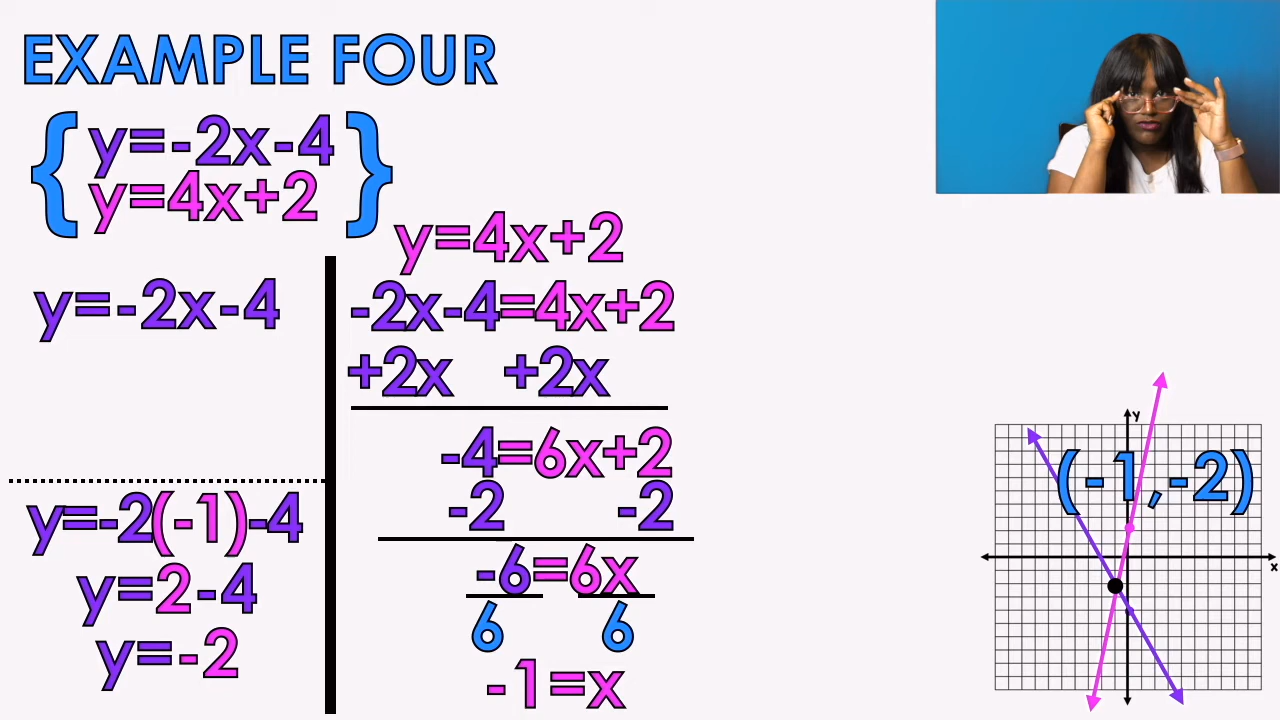 EXAMPLE FOUR
{ y=-2x-4 }
y=4x+2
y=-2x-4
y=-2(-1)-4
y=2-4
y=-2
y=4x+2
-2x-4=4x+2
+2x +2x
-4=6x+2
-2 -2
-6=6x
6 6
-1=x
y
(-1,-2)
x